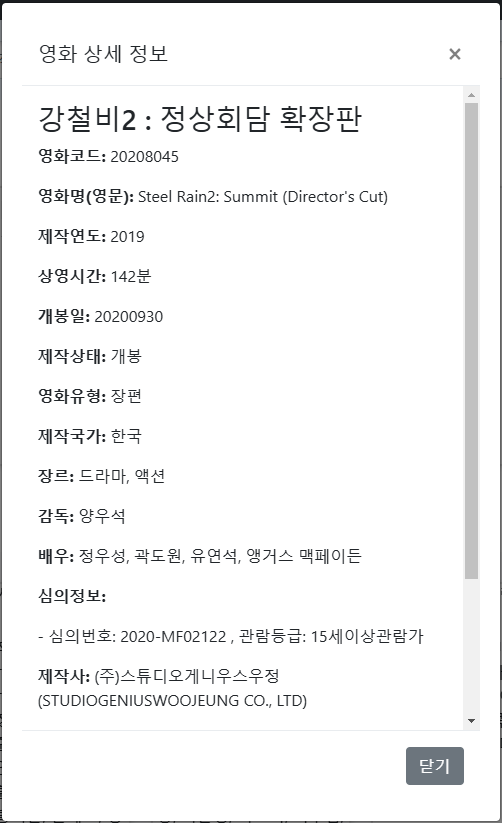 영화 상세 정보
×
강철비2 : 정상회담 확장판
영화코드: 20208045
영화명(영문): Steel Rain2: Summit (Director's Cut)
제작연도: 2019
상영시간: 142분
개봉일: 20200930
제작상태: 개봉
영화유형: 장편
제작국가: 한국
장르: 드라마, 액션
감독: 양우석
배우: 정우성, 곽도원, 유연석, 앵거스 맥페이든
심의정보:
- 심의번호: 2020-MF02122 , 관람등급: 15세이상관람가
제작사: (주)스튜디오게니우스우정
(STUDIOGENIUSWOOJEUNG CO., LTD)
닫기